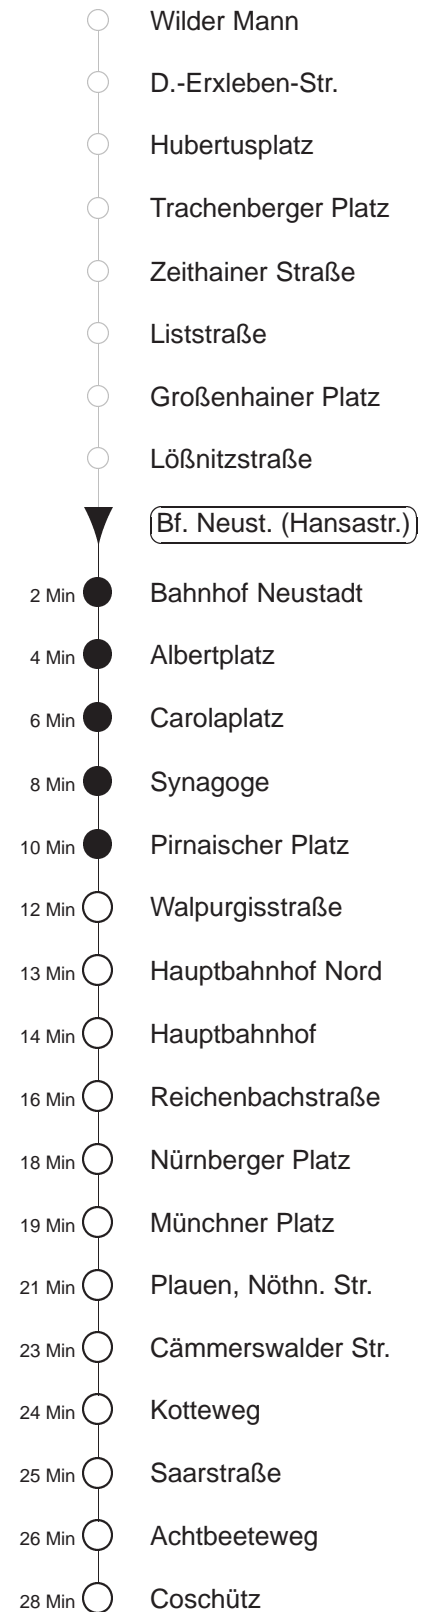 Wilder Mann
D.-Erxleben-Str.
Hubertusplatz
Trachenberger Platz
Zeithainer Straße
Liststraße
Großenhainer Platz
Lößnitzstraße
Bf. Neust. (Hansastr.)
2 Min Bahnhof Neustadt
4 Min Albertplatz
6 Min Carolaplatz
8 Min Synagoge
10 Min Pirnaischer Platz
12 Min Walpurgisstraße
13 Min Hauptbahnhof Nord
14 Min Hauptbahnhof
16 Min Reichenbachstraße
18 Min Nürnberger Platz
19 Min Münchner Platz
21 Min Plauen, Nöthn. Str.
23 Min Cämmerswalder Str.
24 Min Kotteweg
25 Min Saarstraße
26 Min Achtbeeteweg
28 Min Coschütz